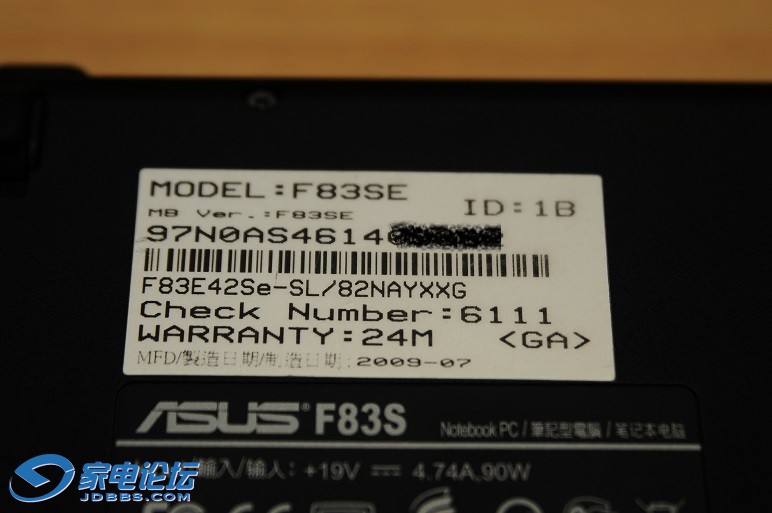 MODEL:F83SE
ID:1B
MB Ver.:F83SE
97N0AS4614
F83E42Se-SL/82NAYXXG
Check Number:6111
WARRANTY:24M <GA>
MFD/製造日期/制造日期:2009-07
ASUS F83S Notebook PC/筆記型電腦/笔记本电脑
/輸入/输入: +19V ⎓ 4.74A,90W
家电论坛
JDBBS.COM